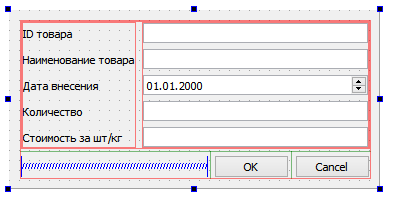 ID товара
Наименование товара
Дата внесения 01.01.2000
Количество
Стоимость за шт/кг
OK Cancel